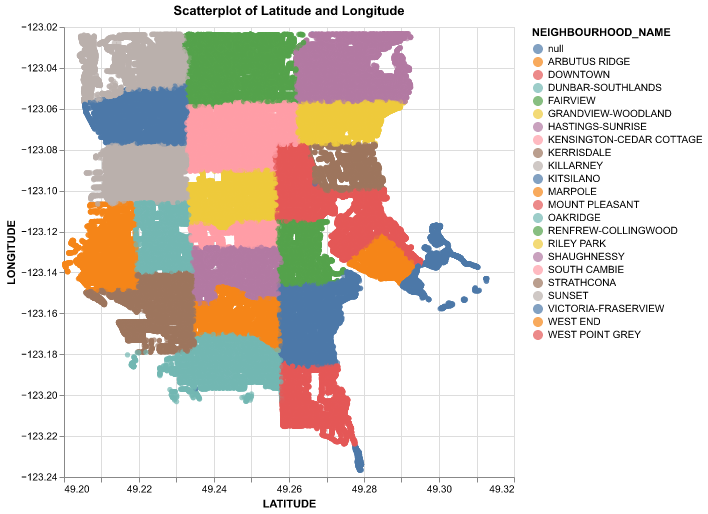 Scatterplot of Latitude and Longitude
−123.02
−123.04
−123.06
−123.08
−123.10
−123.12
−123.14
−123.16
−123.18
−123.20
−123.22
−123.24
LONGITUDE
49.20 49.22 49.24 49.26 49.28 49.30 49.32
LATITUDE
NEIGHBOURHOOD_NAME
null
ARBUTUS RIDGE
DOWNTOWN
DUNBAR-SOUTHLANDS
FAIRVIEW
GRANDVIEW-WOODLAND
HASTINGS-SUNRISE
KENSINGTON-CEDAR COTTAGE
KERRISDALE
KILLARNEY
KITSILANO
MARPOLE
MOUNT PLEASANT
OAKRIDGE
RENFREW-COLLINGWOOD
RILEY PARK
SHAUGHNESSY
SOUTH CAMBIE
STRATHCONA
SUNSET
VICTORIA-FRASERVIEW
WEST END
WEST POINT GREY